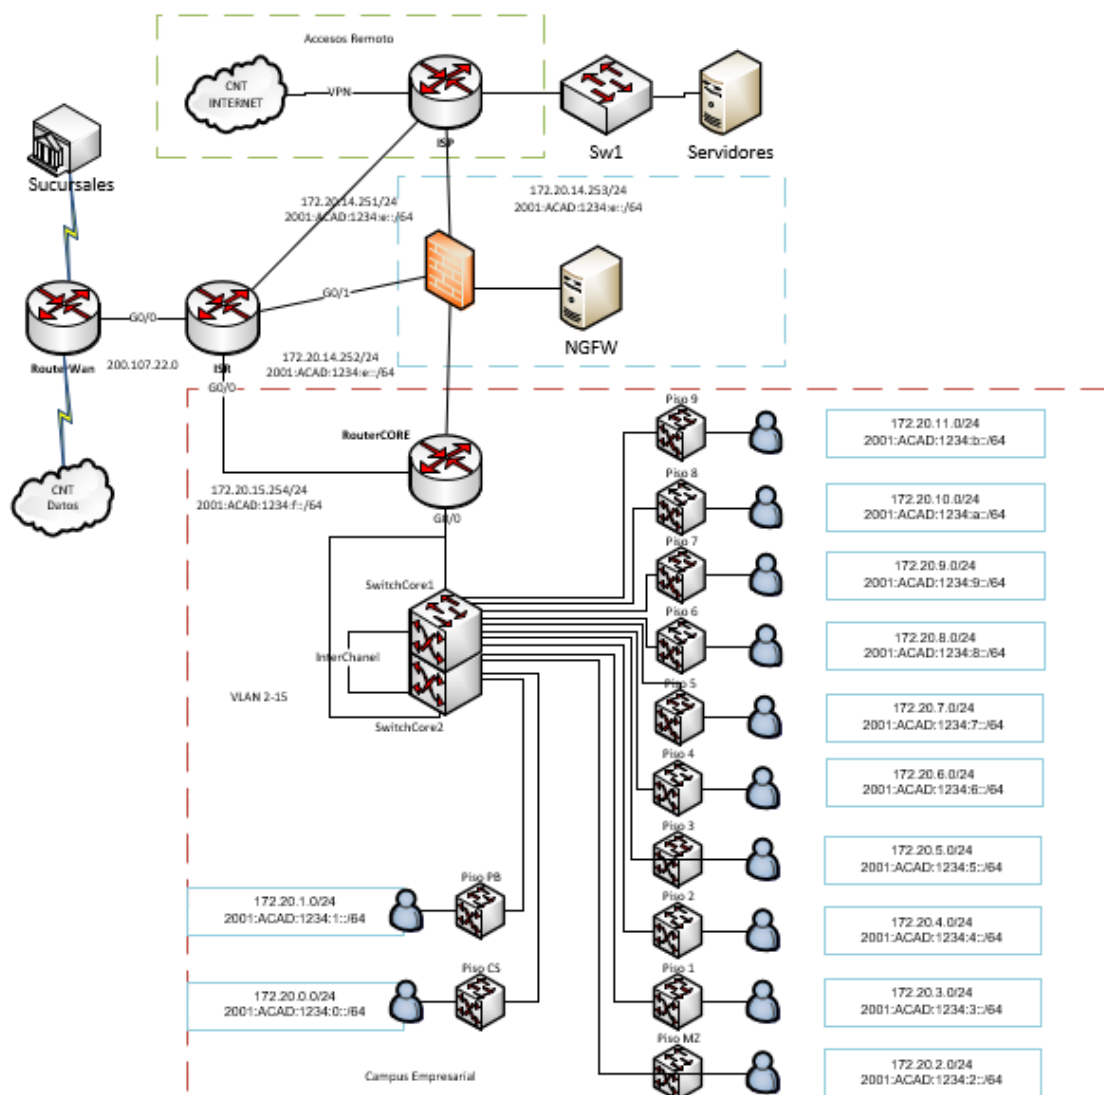 Accesos Remoto
CNT
INTERNET
VPN
ISP
Sw1
Servidores
Sucursales
172.20.14.251/24
2001:ACAD:1234:e::/64
172.20.14.253/24
2001:ACAD:1234:e::/64
G0/1
NGFW
G0/0
RouterWan
200.107.22.0
ISR
172.20.14.252/24
2001:ACAD:1234:e::/64
G0/0
CNT
Datos
RouterCORE
172.20.15.254/24
2001:ACAD:1234:f::/64
G0/0
SwitchCore1
InterChanel
VLAN 2-15
SwitchCore2
Piso 9
172.20.11.0/24
2001:ACAD:1234:b::/64
Piso 8
172.20.10.0/24
2001:ACAD:1234:a::/64
Piso 7
172.20.9.0/24
2001:ACAD:1234:9::/64
Piso 6
172.20.8.0/24
2001:ACAD:1234:8::/64
Piso 5
172.20.7.0/24
2001:ACAD:1234:7::/64
Piso 4
172.20.6.0/24
2001:ACAD:1234:6::/64
Piso 3
172.20.5.0/24
2001:ACAD:1234:5::/64
Piso 2
172.20.4.0/24
2001:ACAD:1234:4::/64
Piso 1
172.20.3.0/24
2001:ACAD:1234:3::/64
Piso MZ
172.20.2.0/24
2001:ACAD:1234:2::/64
Piso PB
172.20.1.0/24
2001:ACAD:1234:1::/64
Piso CS
172.20.0.0/24
2001:ACAD:1234:0::/64
Campus Empresarial